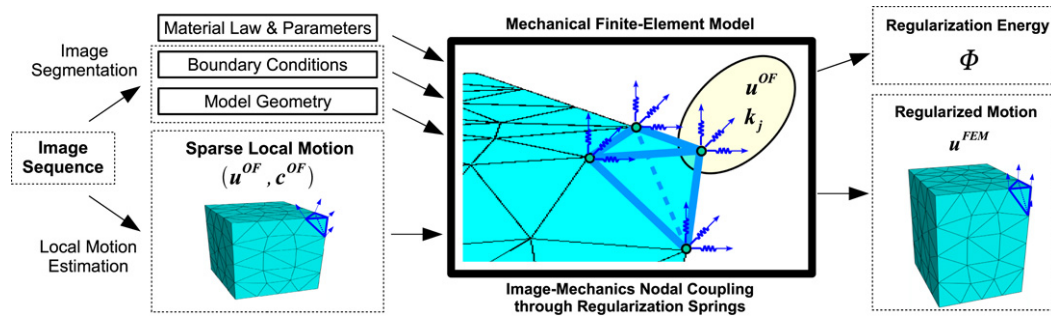 Image
Segmentation
Image
Sequence
Local Motion
Estimation
Material Law & Parameters
Boundary Conditions
Model Geometry
Sparse Local Motion
(u^OF , c^OF)
Mechanical Finite-Element Model
u^OF
k_j
Image-Mechanics Nodal Coupling
through Regularization Springs
Regularization Energy
Φ
Regularized Motion
u^FEM